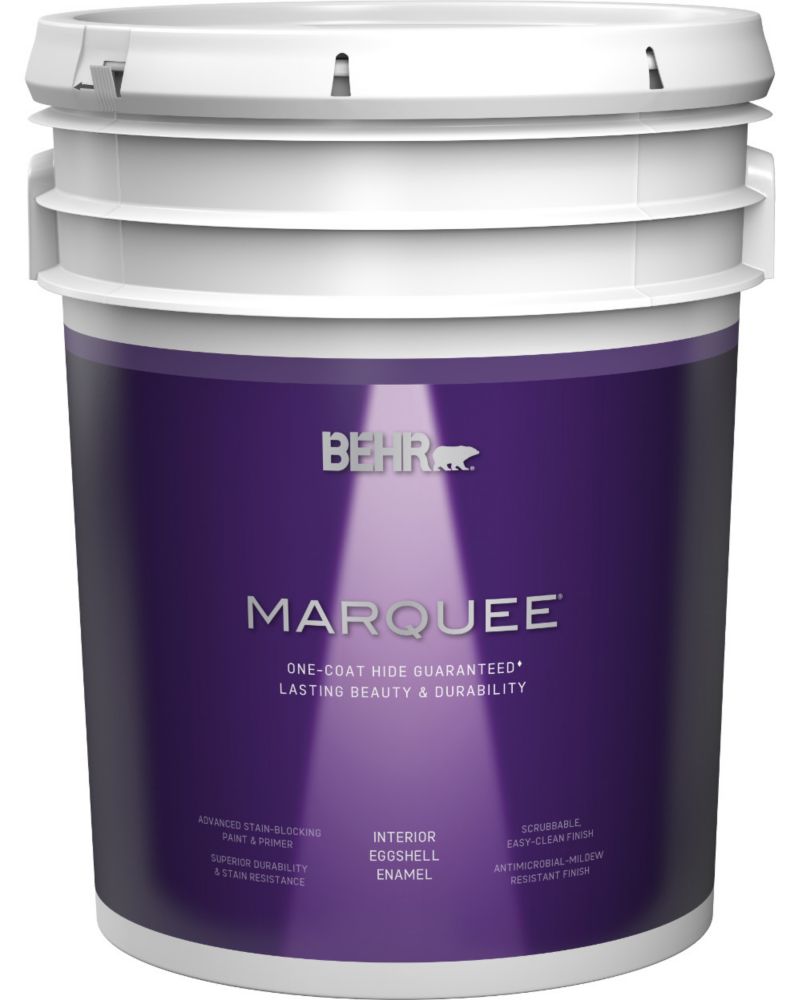 BEHR®
MARQUEE®
ONE-COAT HIDE GUARANTEED♦
LASTING BEAUTY & DURABILITY
ADVANCED STAIN-BLOCKING
PAINT & PRIMER
SUPERIOR DURABILITY
& STAIN RESISTANCE
INTERIOR
EGGSHELL
ENAMEL
SCRUBBABLE,
EASY-CLEAN FINISH
ANTIMICROBIAL-MILDEW
RESISTANT FINISH